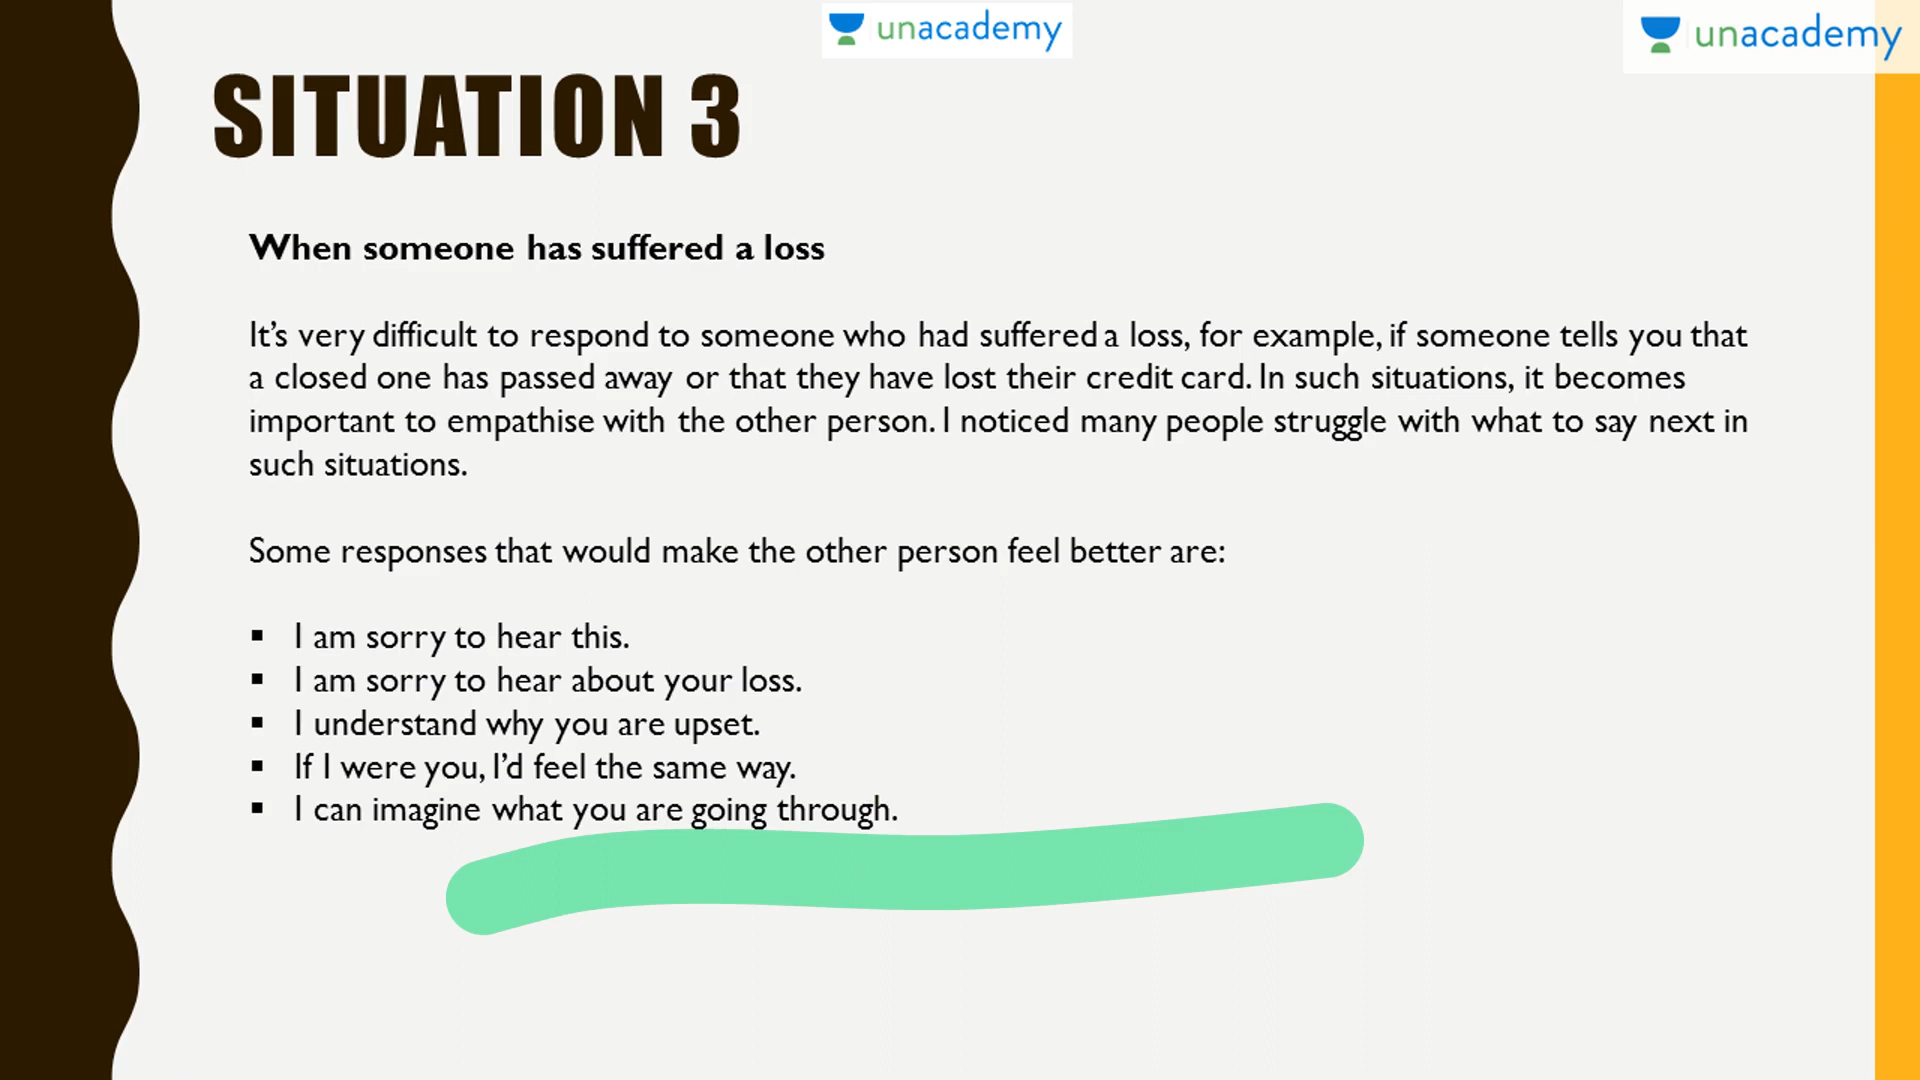 unacademy
unacademy
SITUATION 3
When someone has suffered a loss
It's very difficult to respond to someone who had suffered a loss, for example, if someone tells you that
a closed one has passed away or that they have lost their credit card. In such situations, it becomes
important to empathise with the other person. I noticed many people struggle with what to say next in
such situations.
Some responses that would make the other person feel better are:
▪ I am sorry to hear this.
▪ I am sorry to hear about your loss.
▪ I understand why you are upset.
▪ If I were you, I'd feel the same way.
▪ I can imagine what you are going through.